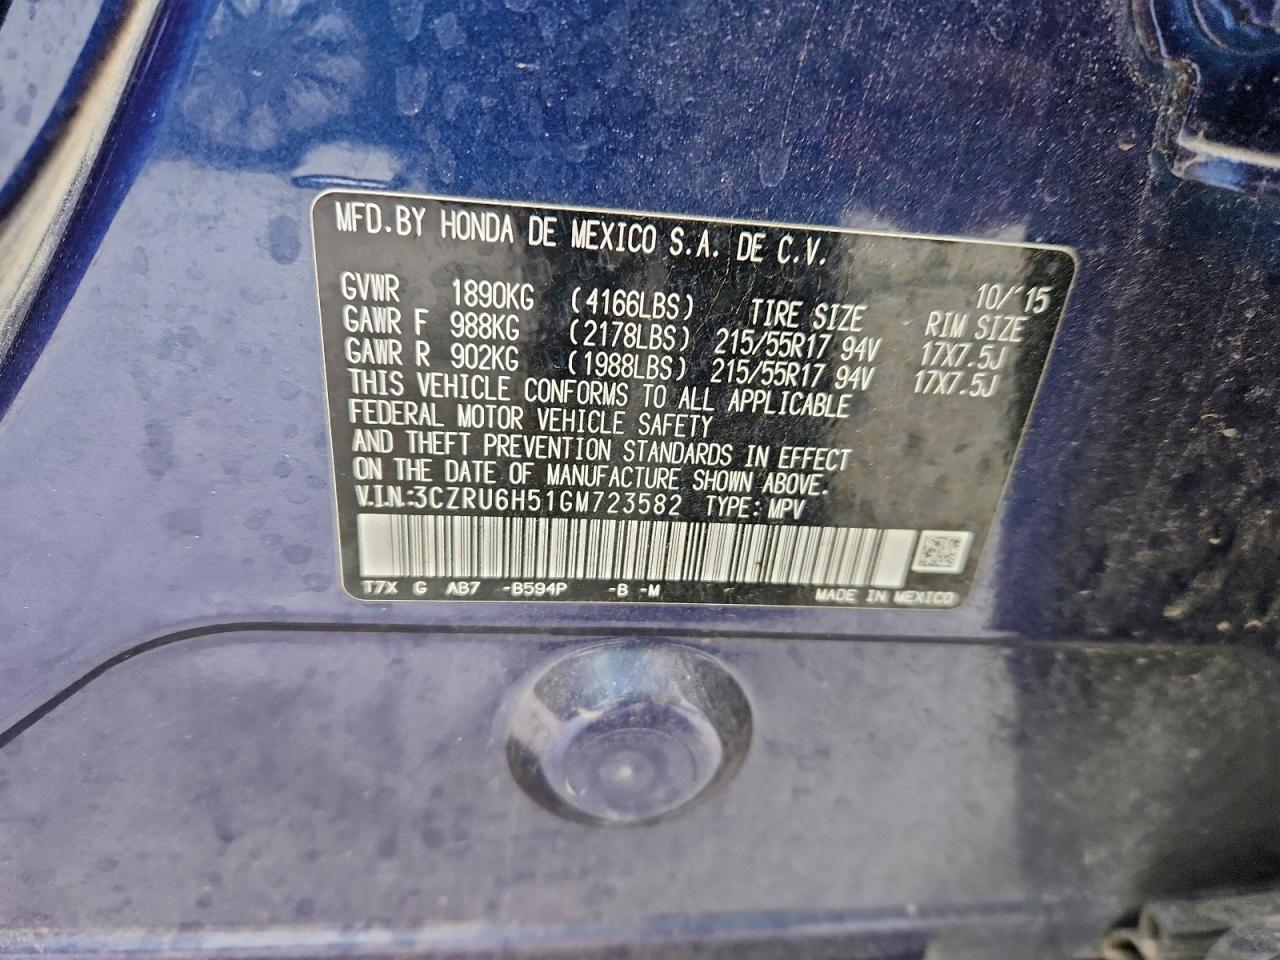 MFD.BY HONDA DE MEXICO S.A. DE C.V.
10/'15
GVWR 1890KG (4166LBS) TIRE SIZE RIM SIZE
GAWR F 988KG (2178LBS) 215/55R17 94V 17X7.5J
GAWR R 902KG (1988LBS) 215/55R17 94V 17X7.5J
THIS VEHICLE CONFORMS TO ALL APPLICABLE
FEDERAL MOTOR VEHICLE SAFETY
AND THEFT PREVENTION STANDARDS IN EFFECT
ON THE DATE OF MANUFACTURE SHOWN ABOVE.
V.I.N.:3CZRU6H51GM723582 TYPE: MPV
T7X G AB7 -B594P -B -M MADE IN MEXICO